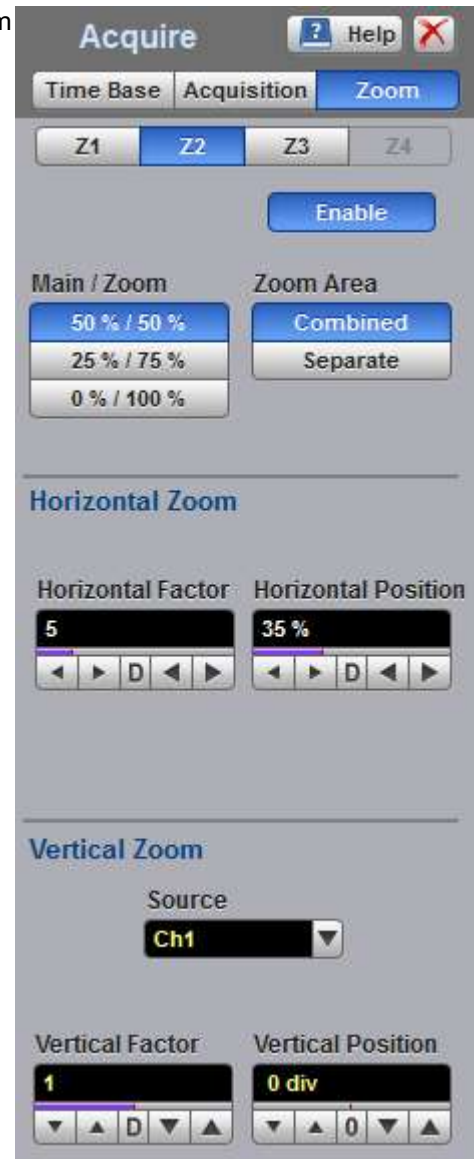 m
Acquire ? Help
Time Base Acquisition Zoom
Z1 Z2 Z3 Z4
Enable
Main / Zoom Zoom Area
50 % / 50 % Combined
25 % / 75 % Separate
0 % / 100 %
Horizontal Zoom
Horizontal Factor Horizontal Position
5 35 %
D D
Vertical Zoom
Source
Ch1
Vertical Factor Vertical Position
1 0 div
D 0